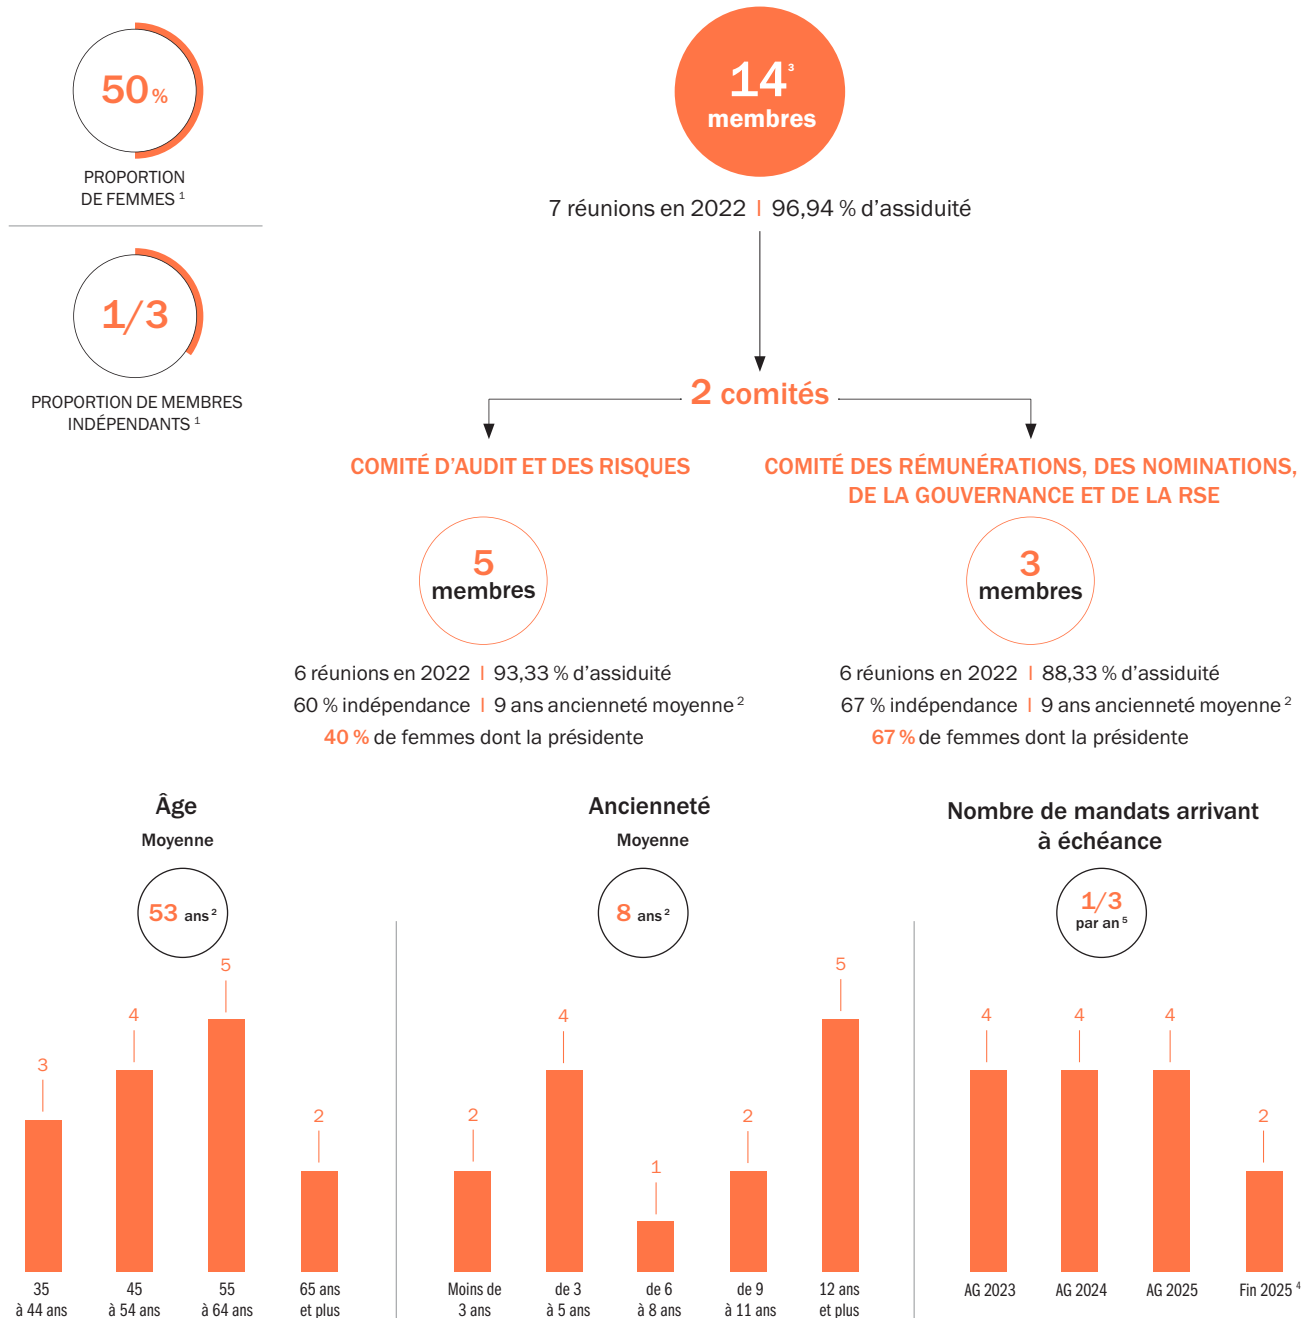 50 %
PROPORTION
DE FEMMES ¹
1/3
PROPORTION DE MEMBRES
INDÉPENDANTS ¹
14 ³
membres
7 réunions en 2022 | 96,94 % d’assiduité
2 comités
COMITÉ D’AUDIT ET DES RISQUES
5
membres
6 réunions en 2022 | 93,33 % d’assiduité
60 % indépendance | 9 ans ancienneté moyenne ²
40 % de femmes dont la présidente
COMITÉ DES RÉMUNÉRATIONS, DES NOMINATIONS,
DE LA GOUVERNANCE ET DE LA RSE
3
membres
6 réunions en 2022 | 88,33 % d’assiduité
67 % indépendance | 9 ans ancienneté moyenne ²
67 % de femmes dont la présidente
Âge
Moyenne
53 ans ²
3
4
5
2
35
à 44 ans
45
à 54 ans
55
à 64 ans
65 ans
et plus
Ancienneté
Moyenne
8 ans ²
2
4
1
2
5
Moins de
3 ans
de 3
à 5 ans
de 6
à 8 ans
de 9
à 11 ans
12 ans
et plus
Nombre de mandats arrivant
à échéance
1/3
par an ⁵
4
4
4
2
AG 2023
AG 2024
AG 2025
Fin 2025 ⁴